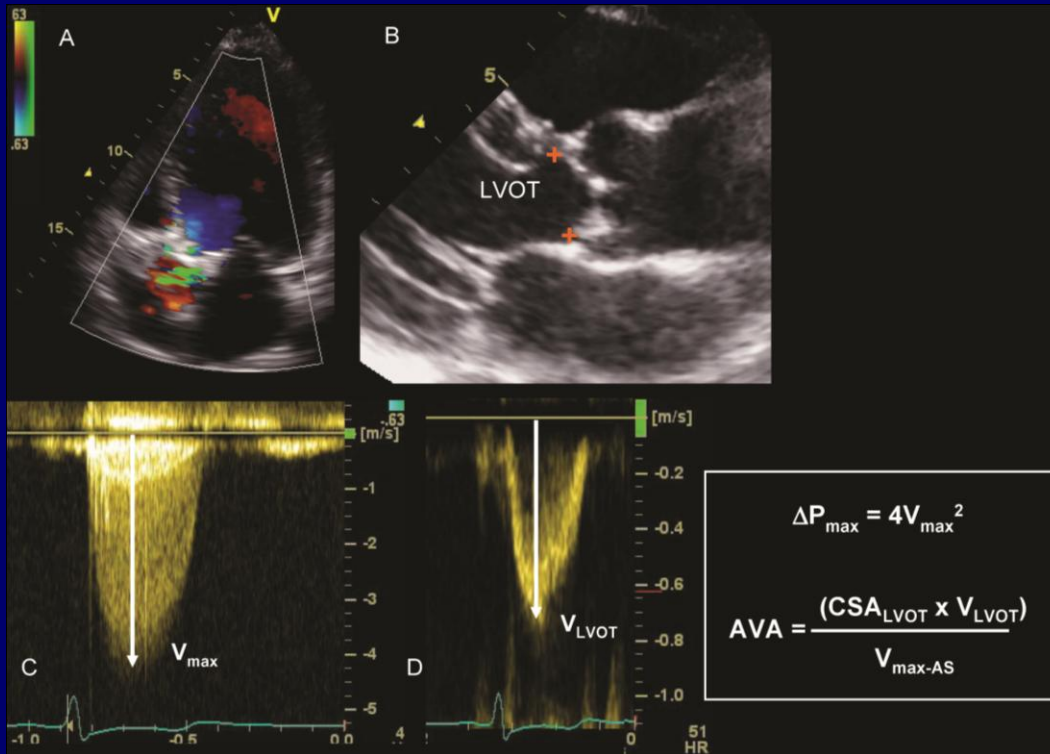 .63
V
A
5
10
15
.63
B
5
LVOT
-.63
[m/s]
-1
-2
-3
-4
-5
Vmax
C
-1.0
-0.5
0.0
4
[m/s]
-0.2
-0.4
-0.6
-0.8
-1.0
VLVOT
D
0
51
HR
ΔPmax = 4Vmax²
AVA = (CSALVOT x VLVOT)
Vmax-AS